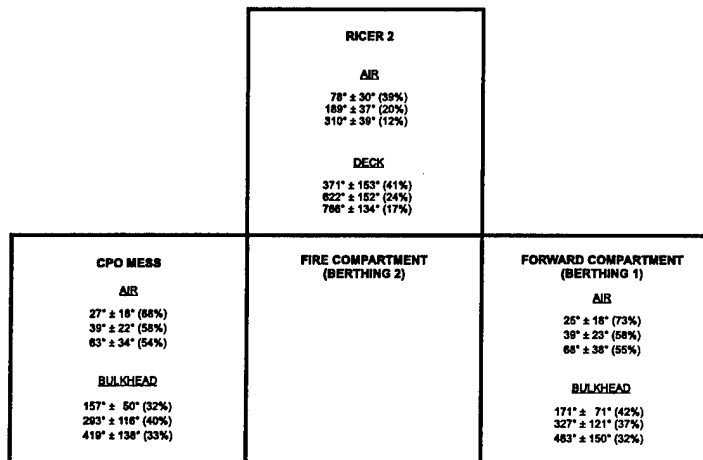 RICER 2
AIR
78° ± 30° (39%)
189° ± 37° (20%)
310° ± 39° (12%)
DECK
371° ± 153° (41%)
622° ± 152° (24%)
766° ± 134° (17%)
CPO MESS
AIR
27° ± 18° (68%)
39° ± 22° (58%)
63° ± 34° (54%)
BULKHEAD
157° ± 50° (32%)
293° ± 116° (40%)
419° ± 138° (33%)
FIRE COMPARTMENT
(BERTHING 2)
FORWARD COMPARTMENT
(BERTHING 1)
AIR
25° ± 18° (73%)
39° ± 23° (58%)
68° ± 38° (55%)
BULKHEAD
171° ± 71° (42%)
327° ± 121° (37%)
463° ± 150° (32%)